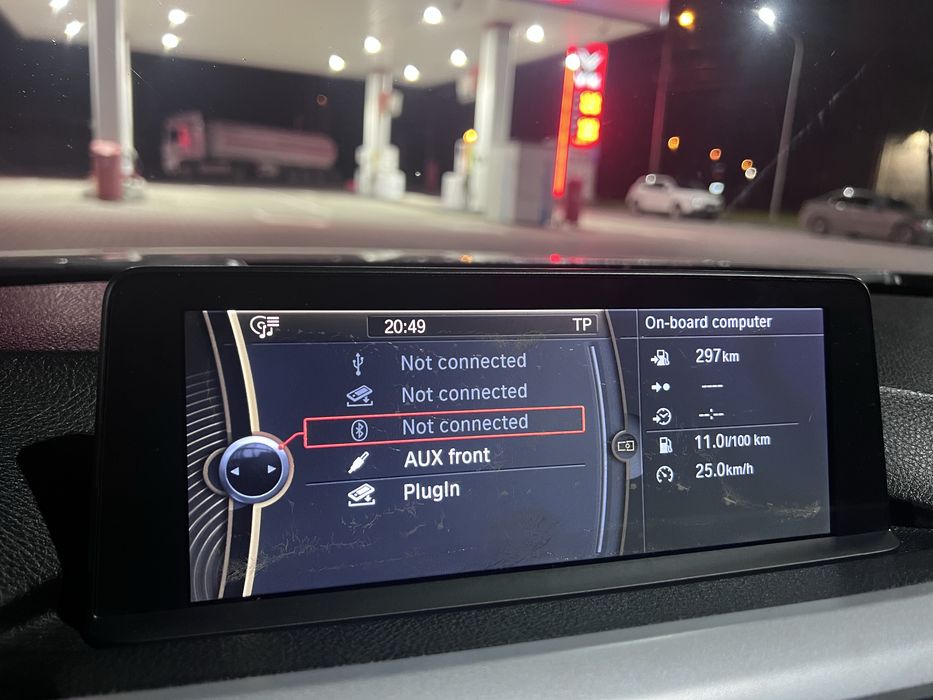 20:49
TP
Not connected
Not connected
Not connected
AUX front
PlugIn
On-board computer
297km
----
--:--
11.0l/100 km
25.0km/h